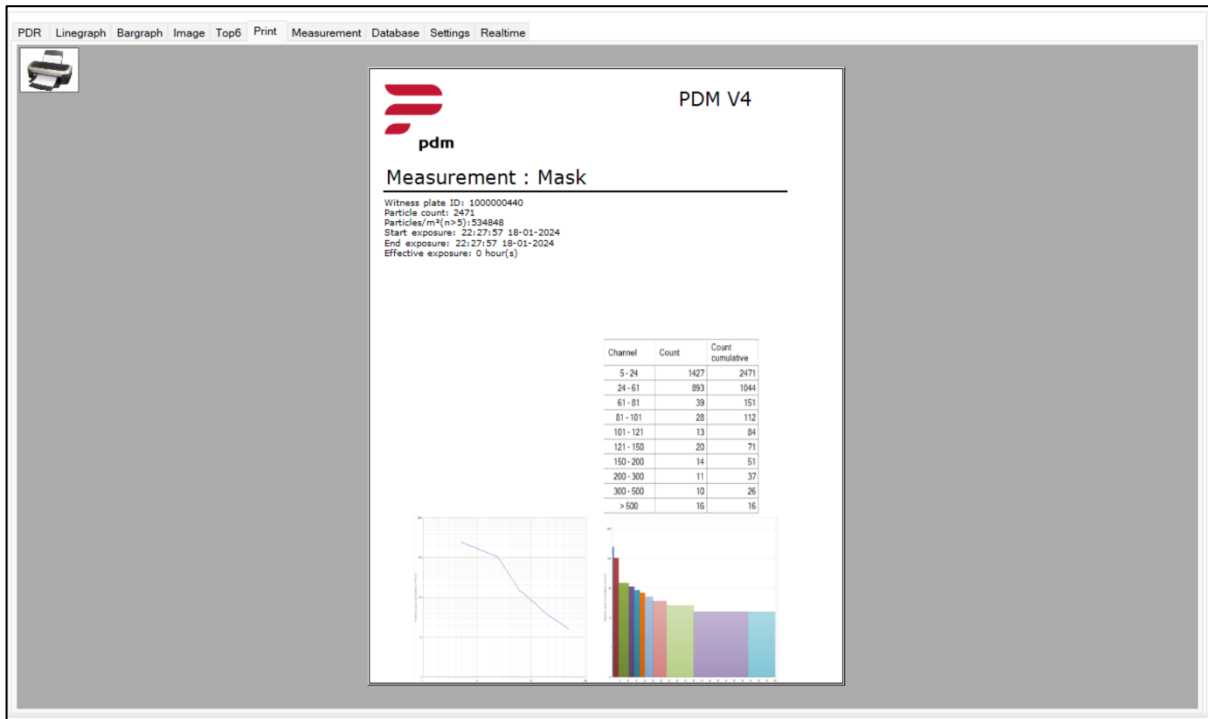 PDR Linegraph Bargraph Image Top6 Print Measurement Database Settings Realtime
PDM V4
pdm
Measurement : Mask
Witness plate ID: 1000000440
Particle count: 2471
Particles/m²(n>5):534848
Start exposure: 22:27:57 18-01-2024
End exposure: 22:27:57 18-01-2024
Effective exposure: 0 hour(s)
Channel Count Count cumulative
5 - 24 1427 2471
24 - 61 893 1044
61 - 81 39 151
81 - 101 28 112
101 - 121 13 84
121 - 150 20 71
150 - 200 14 51
200 - 300 11 37
300 - 500 10 26
> 500 16 16